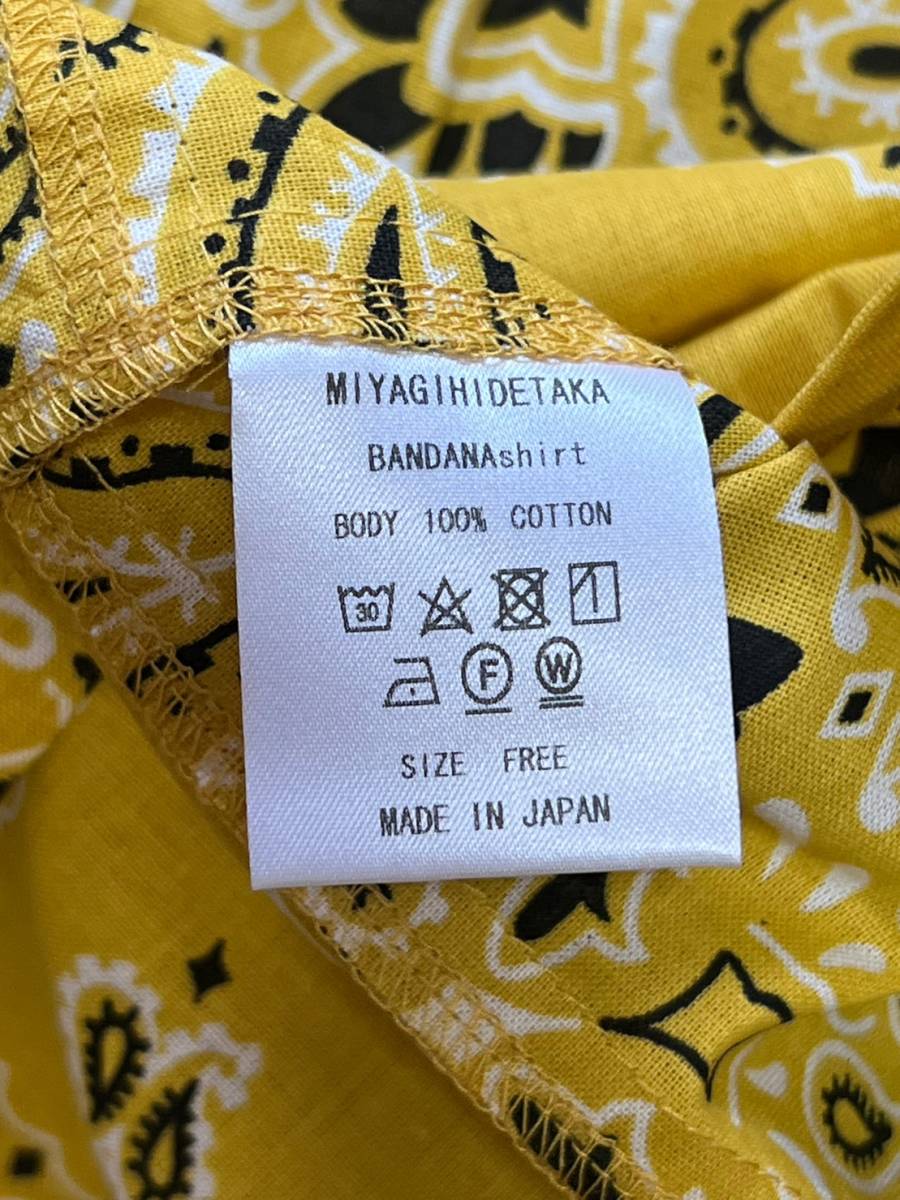 MIYAGIHIDETAKA
BANDANAshirt
BODY 100% COTTON
30
F W
SIZE FREE
MADE IN JAPAN